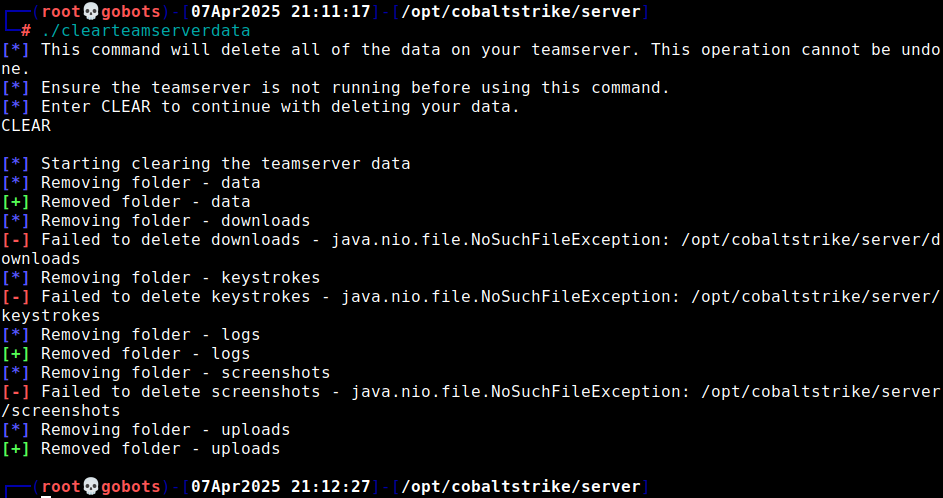 ┌──(root💀gobots)-[07Apr2025 21:11:17]-[/opt/cobaltstrike/server]
└─# ./clearteamserverdata
[*] This command will delete all of the data on your teamserver. This operation cannot be undo
ne.
[*] Ensure the teamserver is not running before using this command.
[*] Enter CLEAR to continue with deleting your data.
CLEAR
[*] Starting clearing the teamserver data
[*] Removing folder - data
[+] Removed folder - data
[*] Removing folder - downloads
[-] Failed to delete downloads - java.nio.file.NoSuchFileException: /opt/cobaltstrike/server/d
ownloads
[*] Removing folder - keystrokes
[-] Failed to delete keystrokes - java.nio.file.NoSuchFileException: /opt/cobaltstrike/server/
keystrokes
[*] Removing folder - logs
[+] Removed folder - logs
[*] Removing folder - screenshots
[-] Failed to delete screenshots - java.nio.file.NoSuchFileException: /opt/cobaltstrike/server
/screenshots
[*] Removing folder - uploads
[+] Removed folder - uploads
┌──(root💀gobots)-[07Apr2025 21:12:27]-[/opt/cobaltstrike/server]